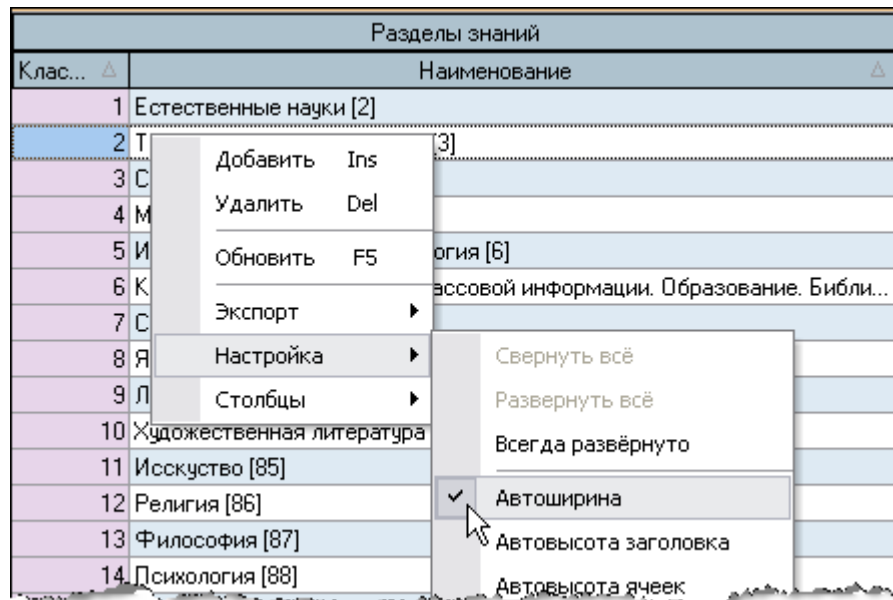 Разделы знаний
Клас... Наименование
1 Естественные науки [2]
2 Т [3]
3 С
4 М
5 И огия [6]
6 К ассовой информации. Образование. Библи...
7 С
8 Я
9 Л
10 Художественная литература
11 Исскуство [85]
12 Религия [86]
13 Философия [87]
14 Психология [88]
Добавить Ins
Удалить Del
Обновить F5
Экспорт
Настройка
Столбцы
Свернуть всё
Развернуть всё
Всегда развёрнуто
Автоширина
Автовысота заголовка
Автовысота ячеек